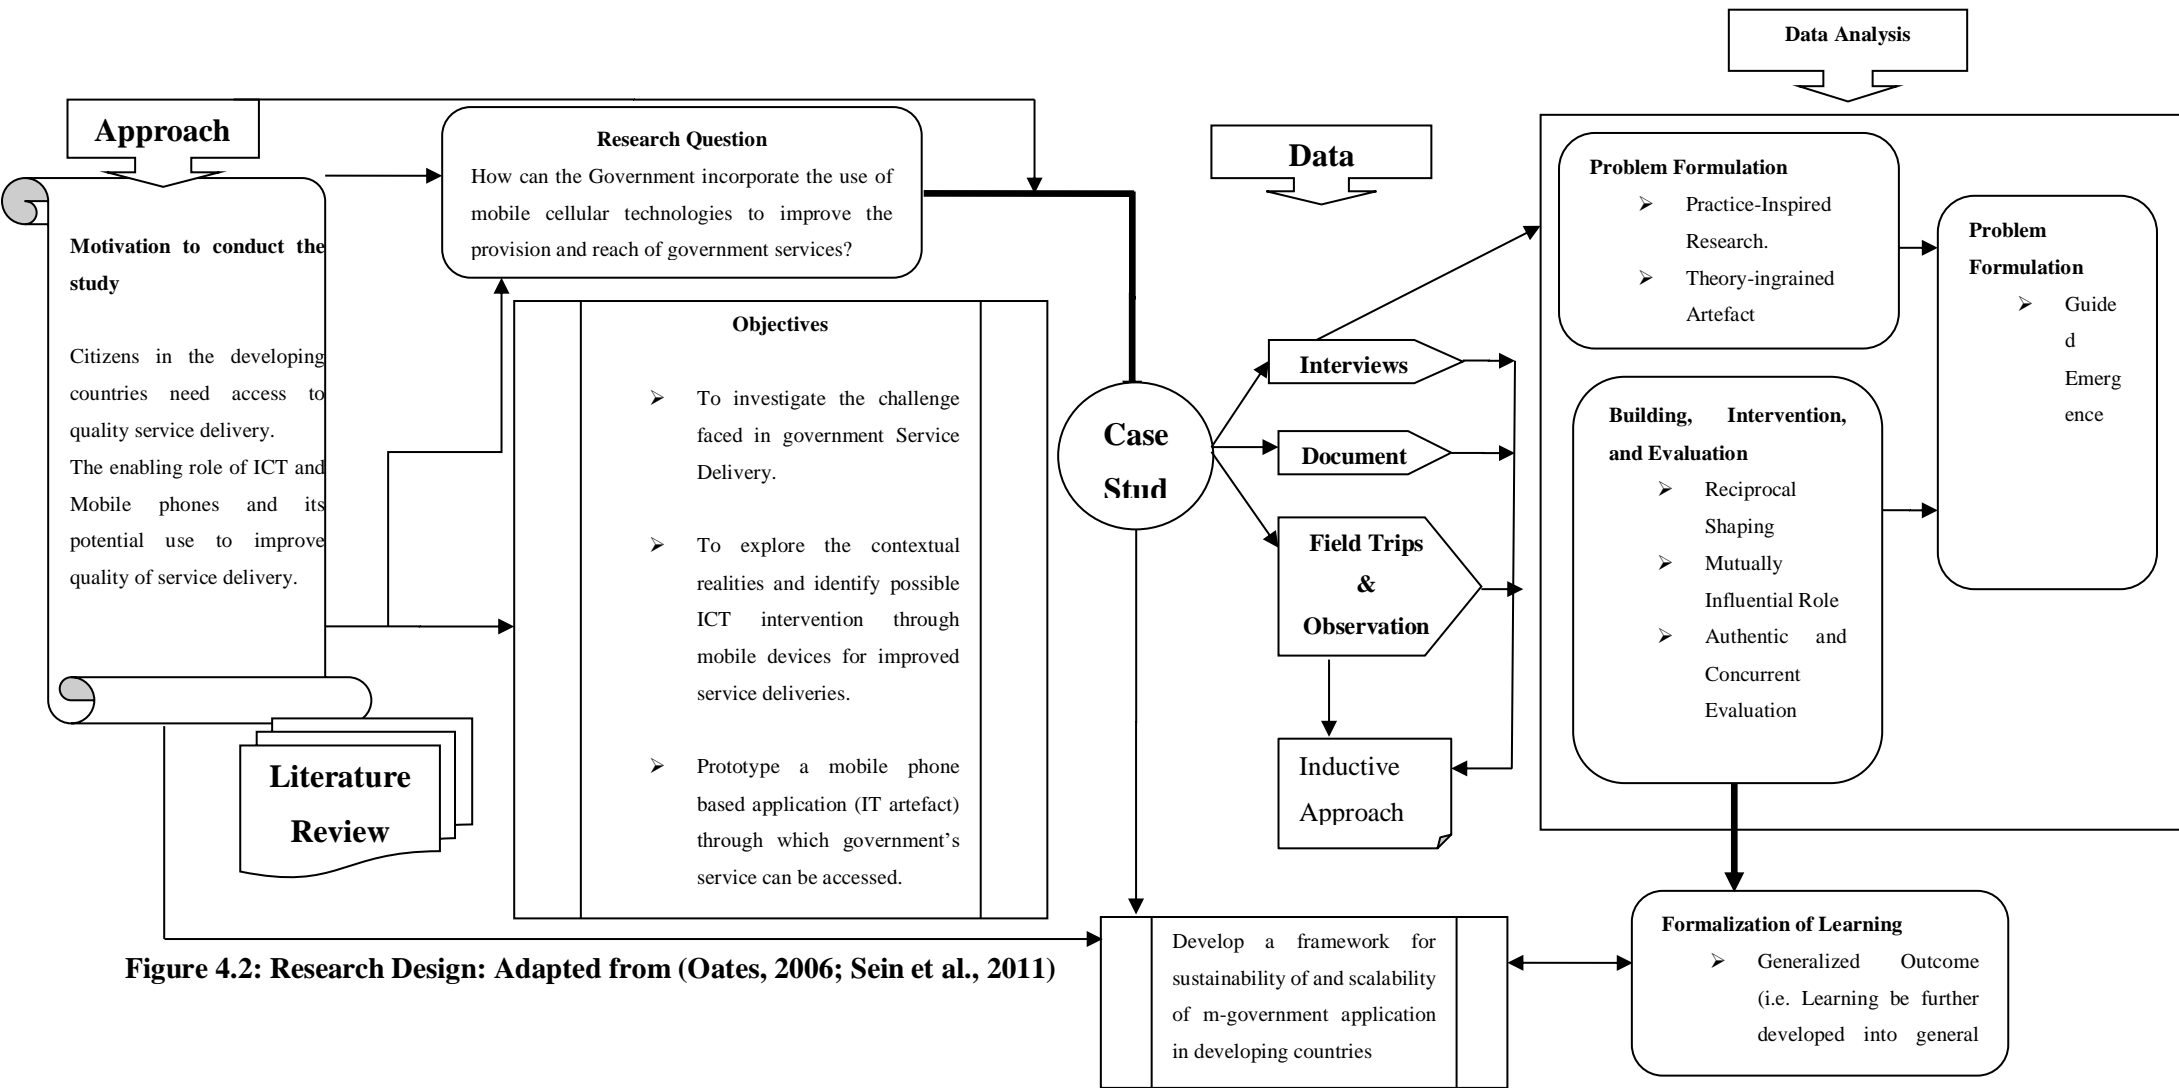 Approach
Motivation to conduct the
study
Citizens in the developing
countries need access to
quality service delivery.
The enabling role of ICT and
Mobile phones and its
potential use to improve
quality of service delivery.
Literature
Review
Research Question
How can the Government incorporate the use of
mobile cellular technologies to improve the
provision and reach of government services?
Objectives
➢ To investigate the challenge
faced in government Service
Delivery.
➢ To explore the contextual
realities and identify possible
ICT intervention through
mobile devices for improved
service deliveries.
➢ Prototype a mobile phone
based application (IT artefact)
through which government’s
service can be accessed.
Case
Stud
Data
Interviews
Document
Field Trips
&
Observation
Inductive
Approach
Data Analysis
Problem Formulation
➢ Practice-Inspired
Research.
➢ Theory-ingrained
Artefact
Building, Intervention,
and Evaluation
➢ Reciprocal
Shaping
➢ Mutually
Influential Role
➢ Authentic and
Concurrent
Evaluation
Problem
Formulation
➢ Guide
d
Emerg
ence
Develop a framework for
sustainability of and scalability
of m-government application
in developing countries
Formalization of Learning
➢ Generalized Outcome
(i.e. Learning be further
developed into general
Figure 4.2: Research Design: Adapted from (Oates, 2006; Sein et al., 2011)